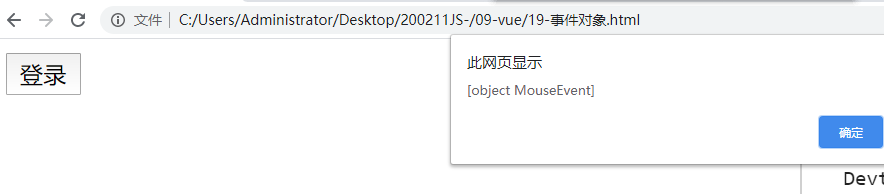 文件 | C:/Users/Administrator/Desktop/200211JS-/09-vue/19-事件对象.html
登录
此网页显示
[object MouseEvent]
确定